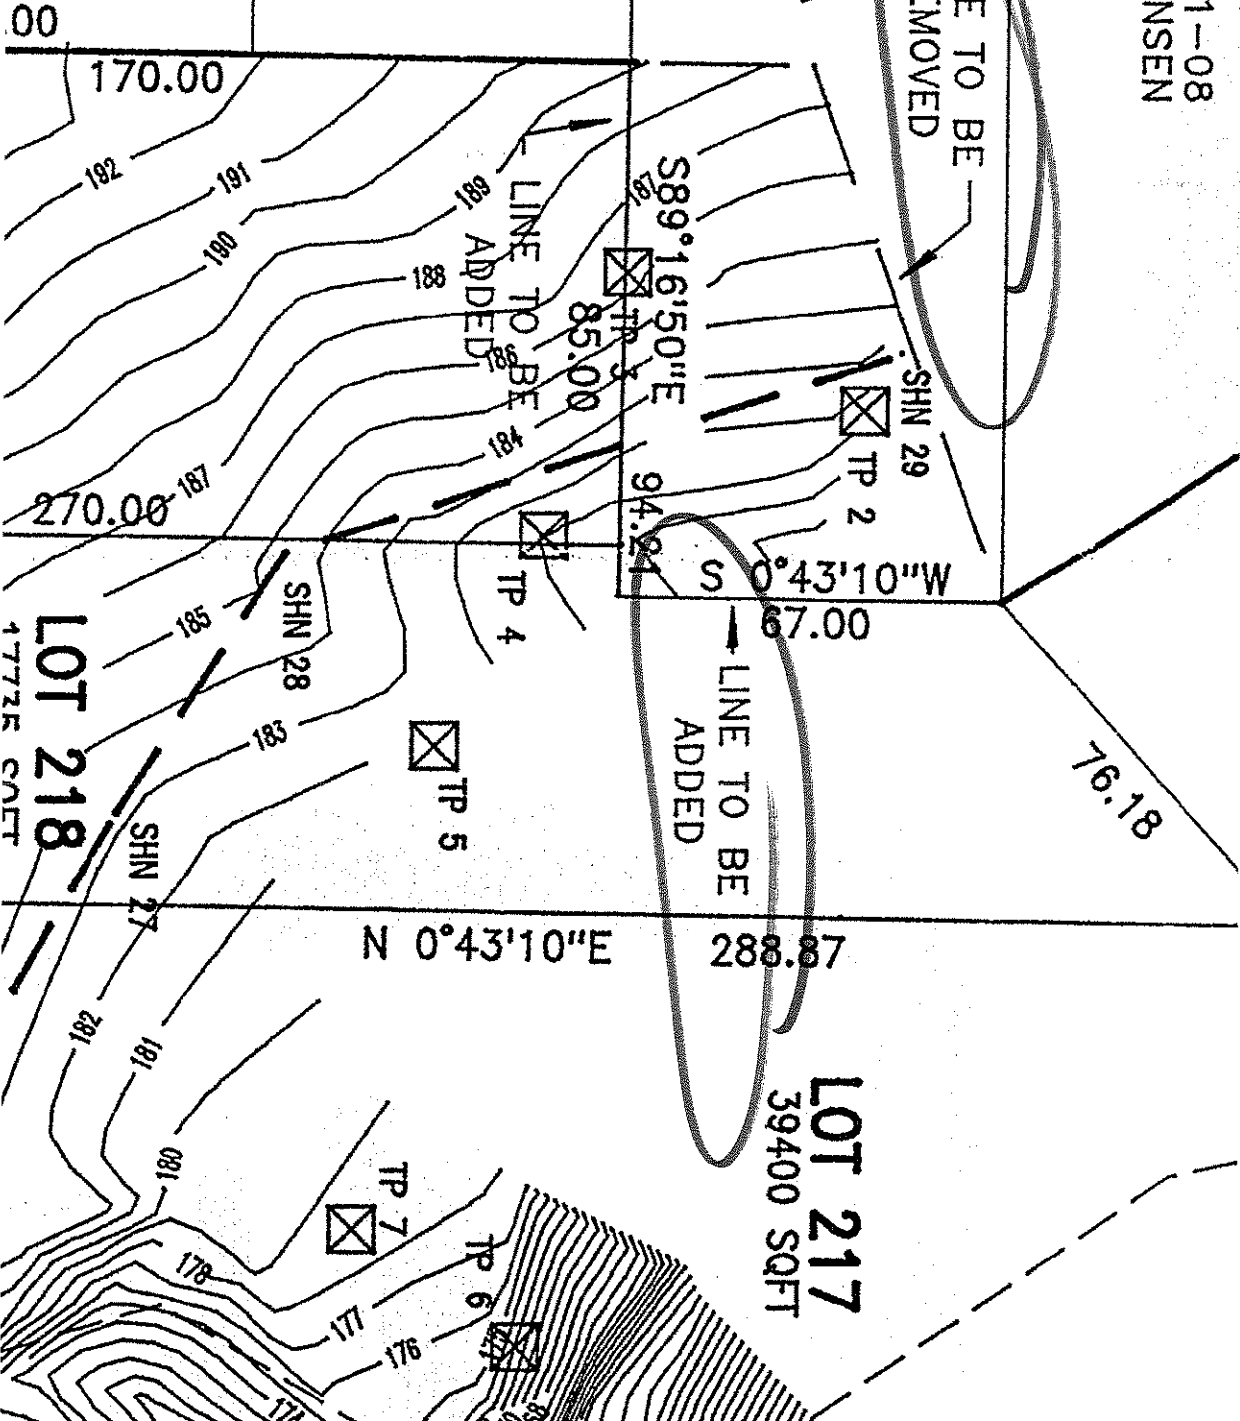 1-08
NSEN
E TO BE
EMOVED
.00
170.00
192
191
190
189
188
187
186
184
LINE TO BE
ADDED
S89°16'50"E
85.00
TP 3
SHN 29
TP 2
94.21
S 0°43'10"W
67.00
LINE TO BE
ADDED
76.18
270.00
187
185
183
SHN 28
TP 4
TP 5
LOT 218
SHN 27
N 0°43'10"E
288.87
LOT 217
39400 SQFT
182
181
180
178
177
176
TP 7
TP 6